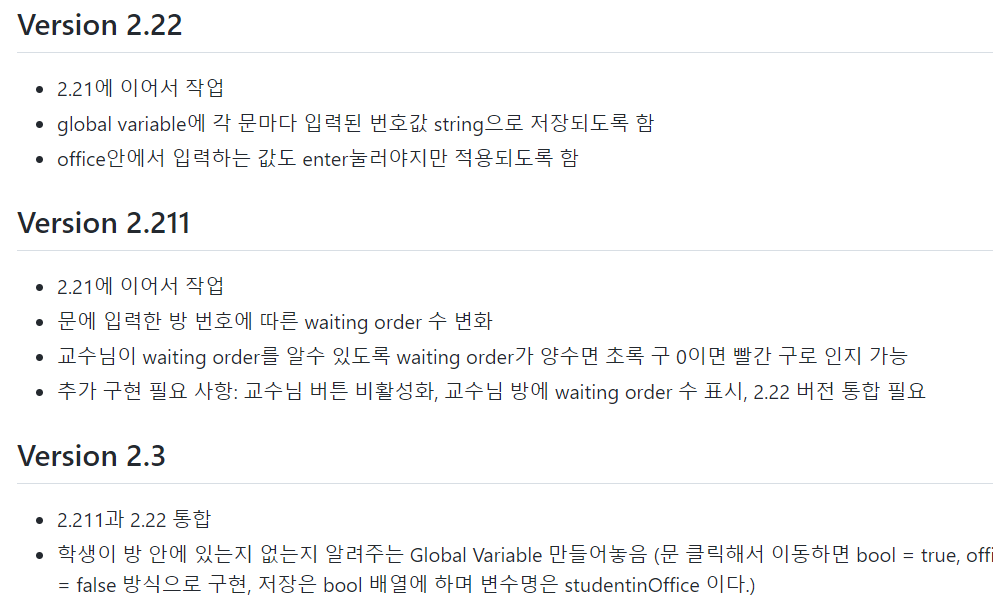 Version 2.22
2.21에 이어서 작업
global variable에 각 문마다 입력된 번호값 string으로 저장되도록 함
office안에서 입력하는 값도 enter눌러야지만 적용되도록 함
Version 2.211
2.21에 이어서 작업
문에 입력한 방 번호에 따른 waiting order 수 변화
교수님이 waiting order를 알수 있도록 waiting order가 양수면 초록 구 0이면 빨간 구로 인지 가능
추가 구현 필요 사항: 교수님 버튼 비활성화, 교수님 방에 waiting order 수 표시, 2.22 버전 통합 필요
Version 2.3
2.211과 2.22 통합
학생이 방 안에 있는지 없는지 알려주는 Global Variable 만들어놓음 (문 클릭해서 이동하면 bool = true,
= false 방식으로 구현, 저장은 bool 배열에 하며 변수명은 studentinOffice 이다.)